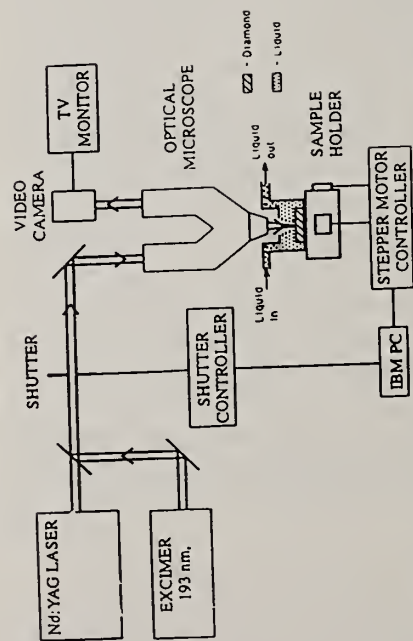 Nd: YAG LASER
EXCIMER
193 nm.
SHUTTER
SHUTTER
CONTROLLER
IBM PC
STEPPER MOTOR
CONTROLLER
VIDEO
CAMERA
TV
MONITOR
OPTICAL
MICROSCOPE
- Diamond
- Liquid
Liquid
in
Liquid
out
SAMPLE
HOLDER